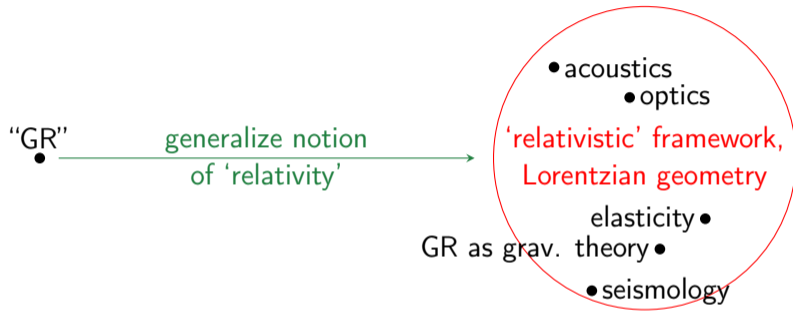 acoustics
optics
“GR”
generalize notion
of ‘relativity’
‘relativistic’ framework,
Lorentzian geometry
elasticity
GR as grav. theory
seismology